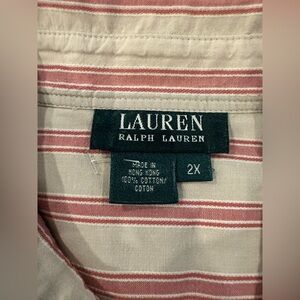 LAUREN
RALPH LAUREN
MADE IN
HONG KONG
100% COTTON/
COTON
2X